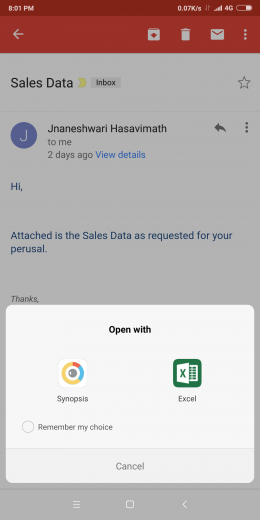 8:01 PM 0.07K/s 4G
Sales Data Inbox
J
Jnaneshwari Hasavimath
to me
2 days ago View details
Hi,
Attached is the Sales Data as requested for your
perusal.
Thanks,
Open with
Synopsis Excel
Remember my choice
Cancel